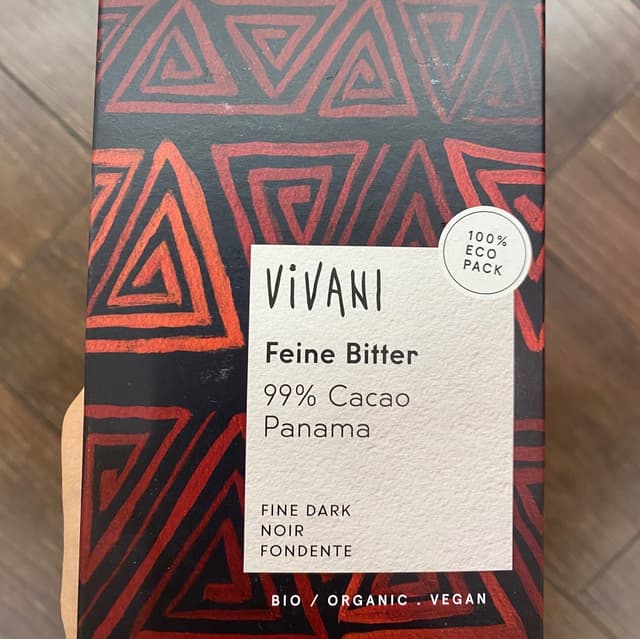 100%
ECO
PACK
ViVANI
Feine Bitter
99% Cacao
Panama
FINE DARK
NOIR
FONDENTE
BIO / ORGANIC . VEGAN